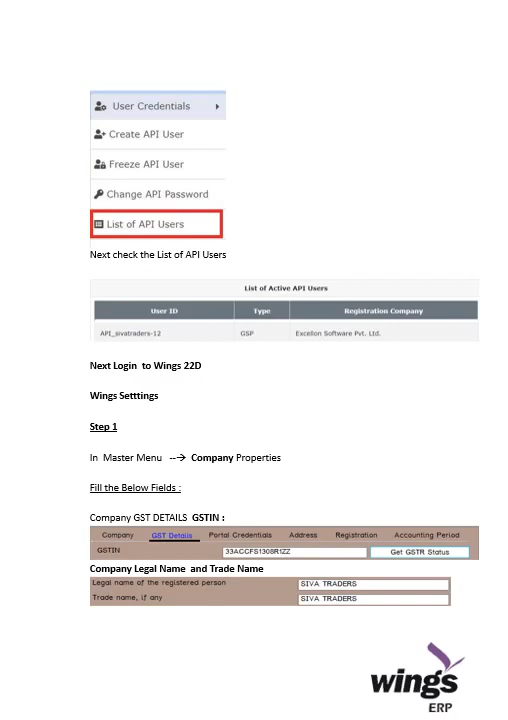 User Credentials
Create API User
Freeze API User
Change API Password
List of API Users
Next check the List of API Users
List of Active API Users
User ID Type Registration Company
API_sivatraders-12 GSP Excellon Software Pvt. Ltd.
Next Login to Wings 22D
Wings Setttings
Step 1
In Master Menu --→ Company Properties
Fill the Below Fields :
Company GST DETAILS GSTIN :
Company GST Details Portal Credentials Address Registration Accounting Period
GSTIN 33ACCFS1308R1ZZ Get GSTR Status
Company Legal Name and Trade Name
Legal name of the registered person SIVA TRADERS
Trade name, if any SIVA TRADERS
wings
ERP